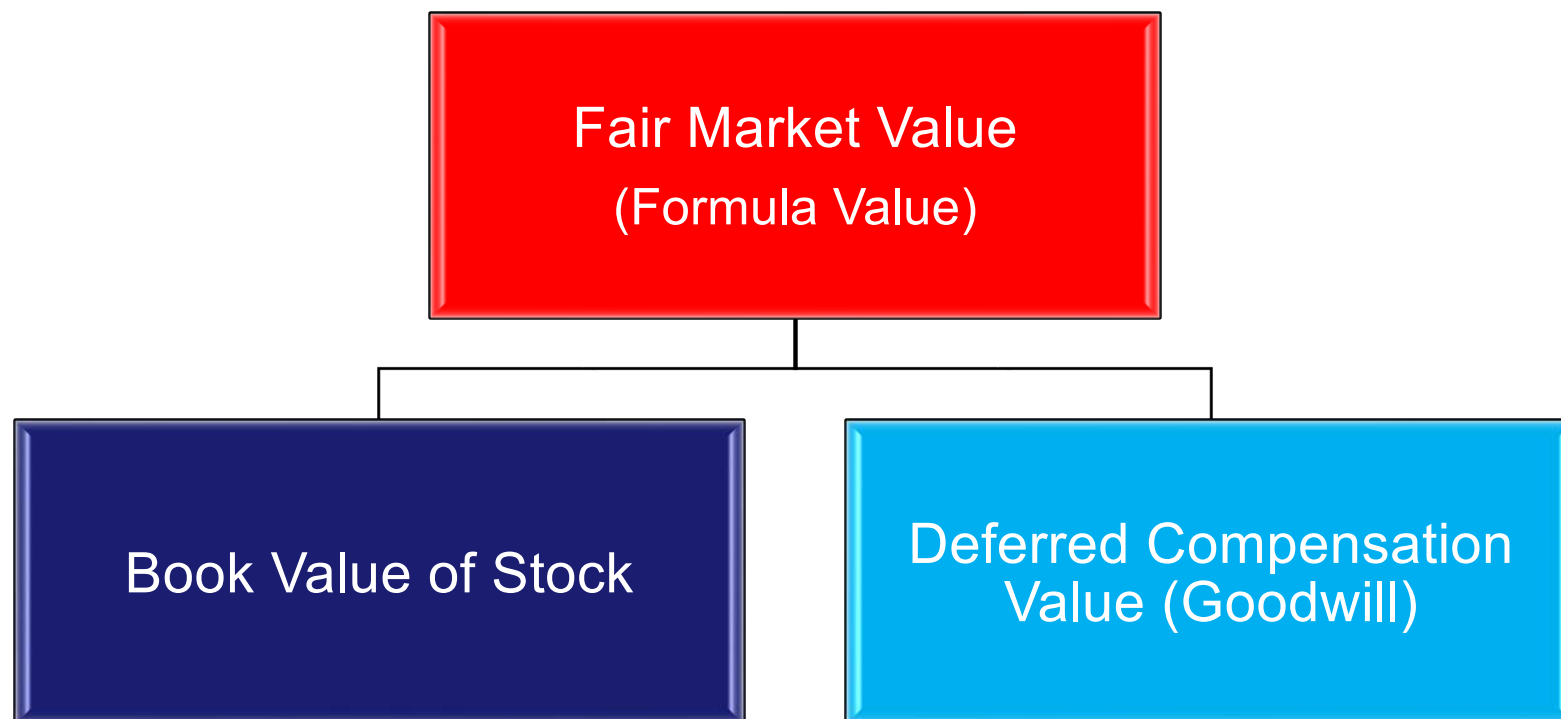 Fair Market Value
(Formula Value)
Book Value of Stock
Deferred Compensation
Value (Goodwill)